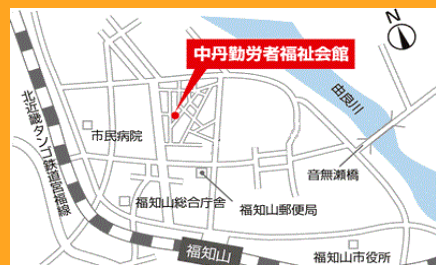 N
中丹勤労者福祉会館
由良川
市民病院
北近畿タンゴ鉄道宮福線
音無瀬橋
福知山総合庁舎
福知山郵便局
福知山
福知山市役所